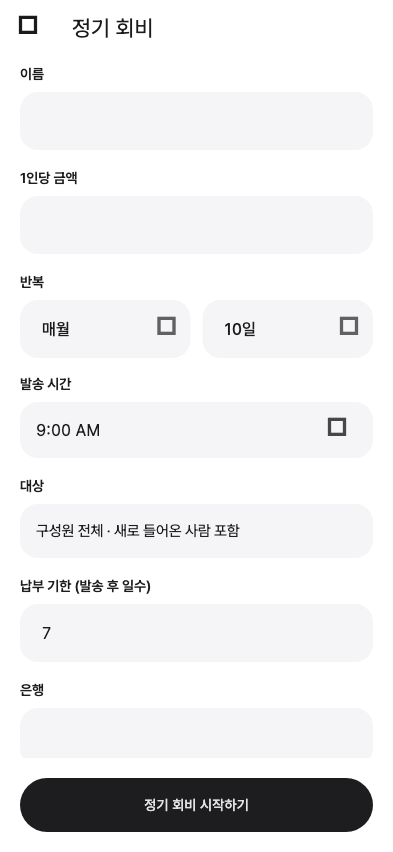 정기 회비
이름
1인당 금액
반복
매월
10일
발송 시간
9:00 AM
대상
구성원 전체 · 새로 들어온 사람 포함
납부 기한 (발송 후 일수)
7
은행
정기 회비 시작하기